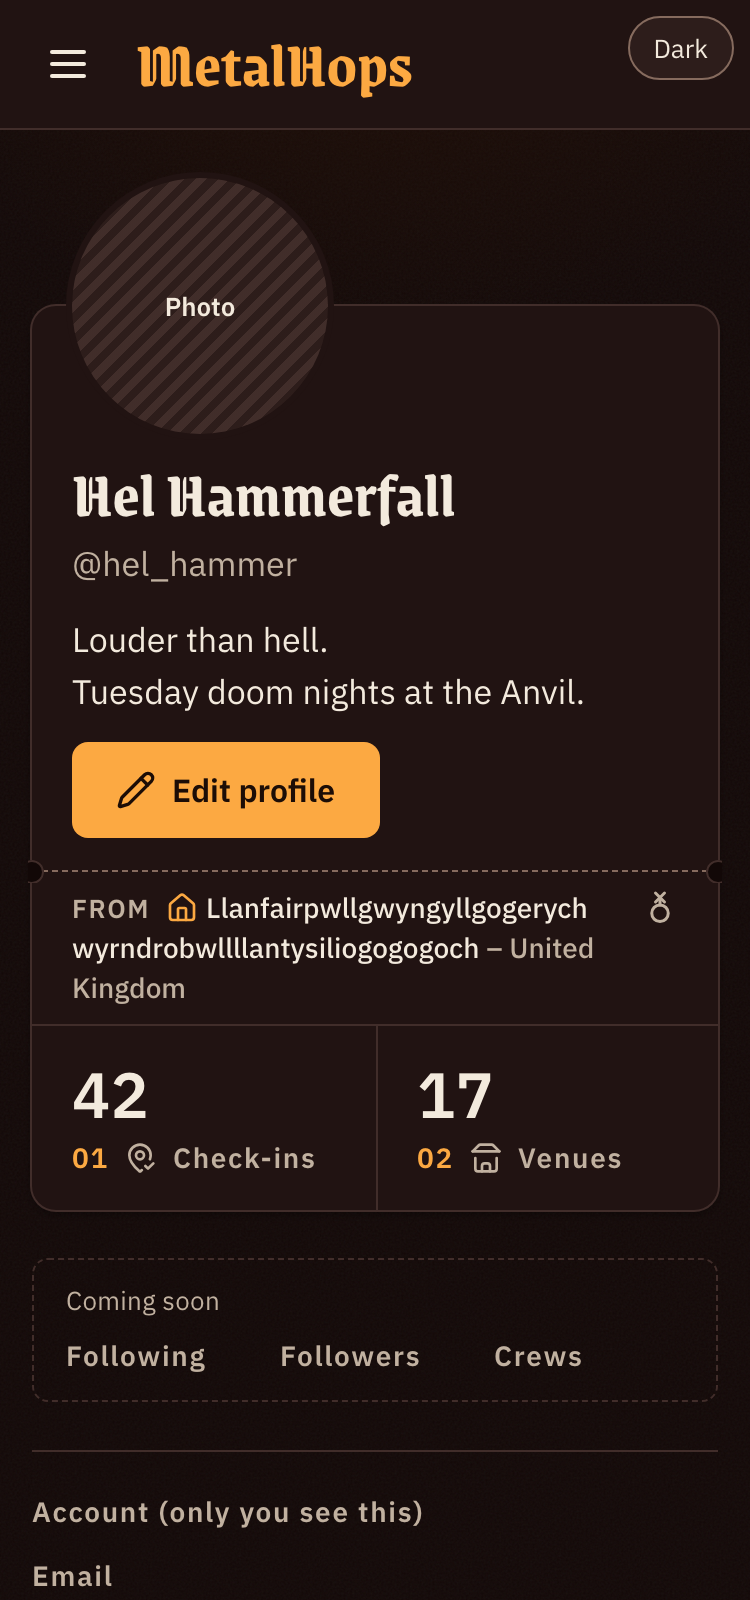 MetalHops
Dark
Photo
Hel Hammerfall
@hel_hammer
Louder than hell.
Tuesday doom nights at the Anvil.
Edit profile
FROM Llanfairpwllgwyngyllgogerych
wyrndrobwllllantysiliogogogoch – United
Kingdom
42
01 Check-ins
17
02 Venues
Coming soon
Following Followers Crews
Account (only you see this)
Email